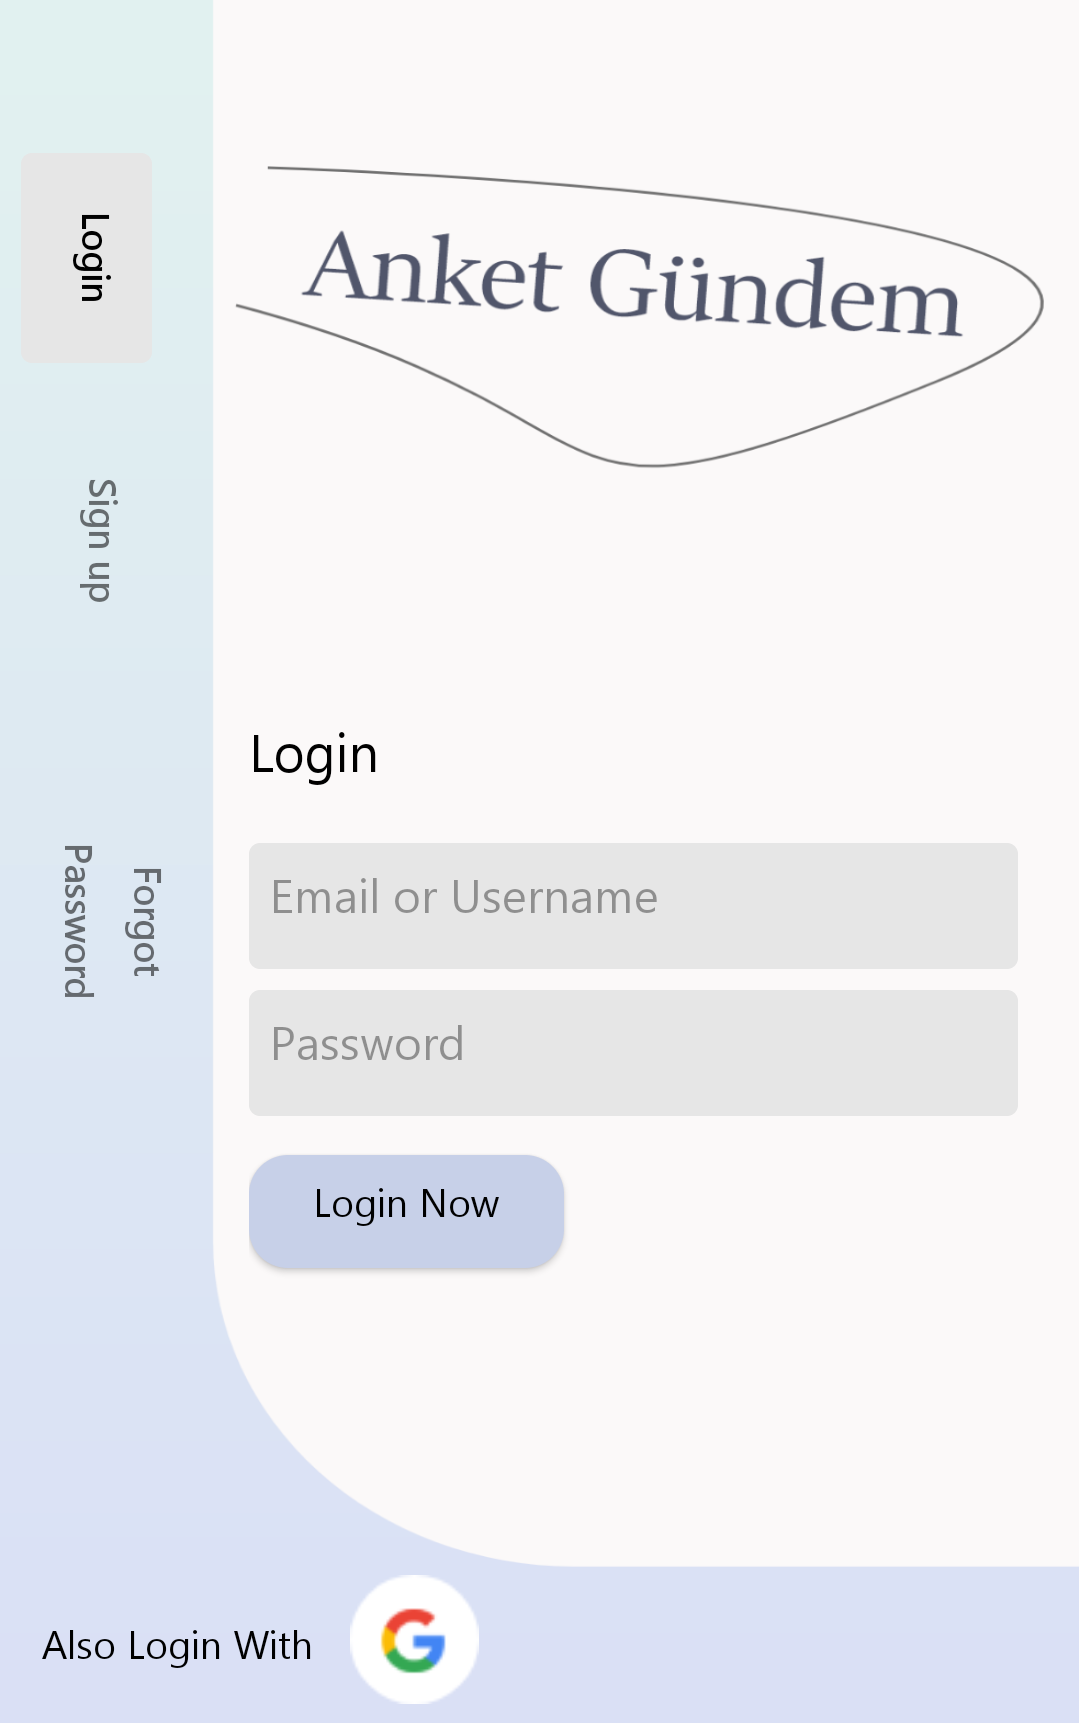 Login
Sign up
Forgot
Password
Anket Gündem
Login
Email or Username
Password
Login Now
Also Login With